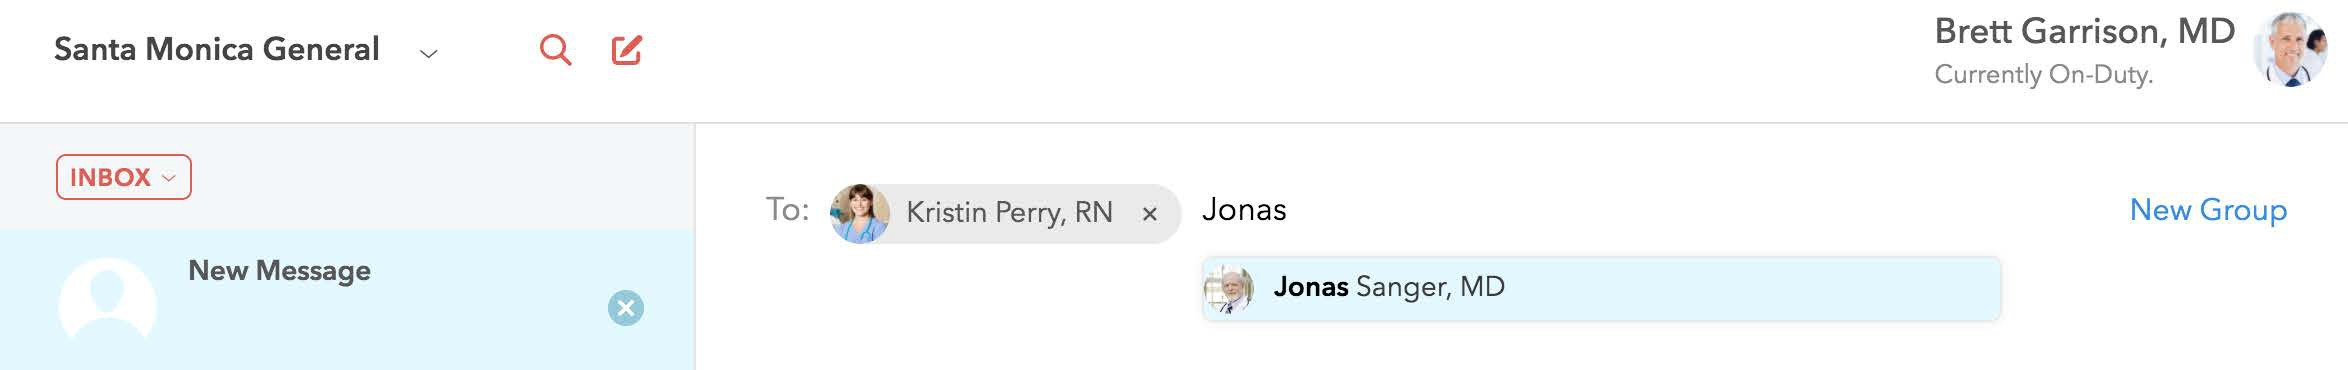 Santa Monica General
Brett Garrison, MD
Currently On-Duty.
INBOX
New Message
To: Kristin Perry, RN × Jonas
New Group
Jonas Sanger, MD